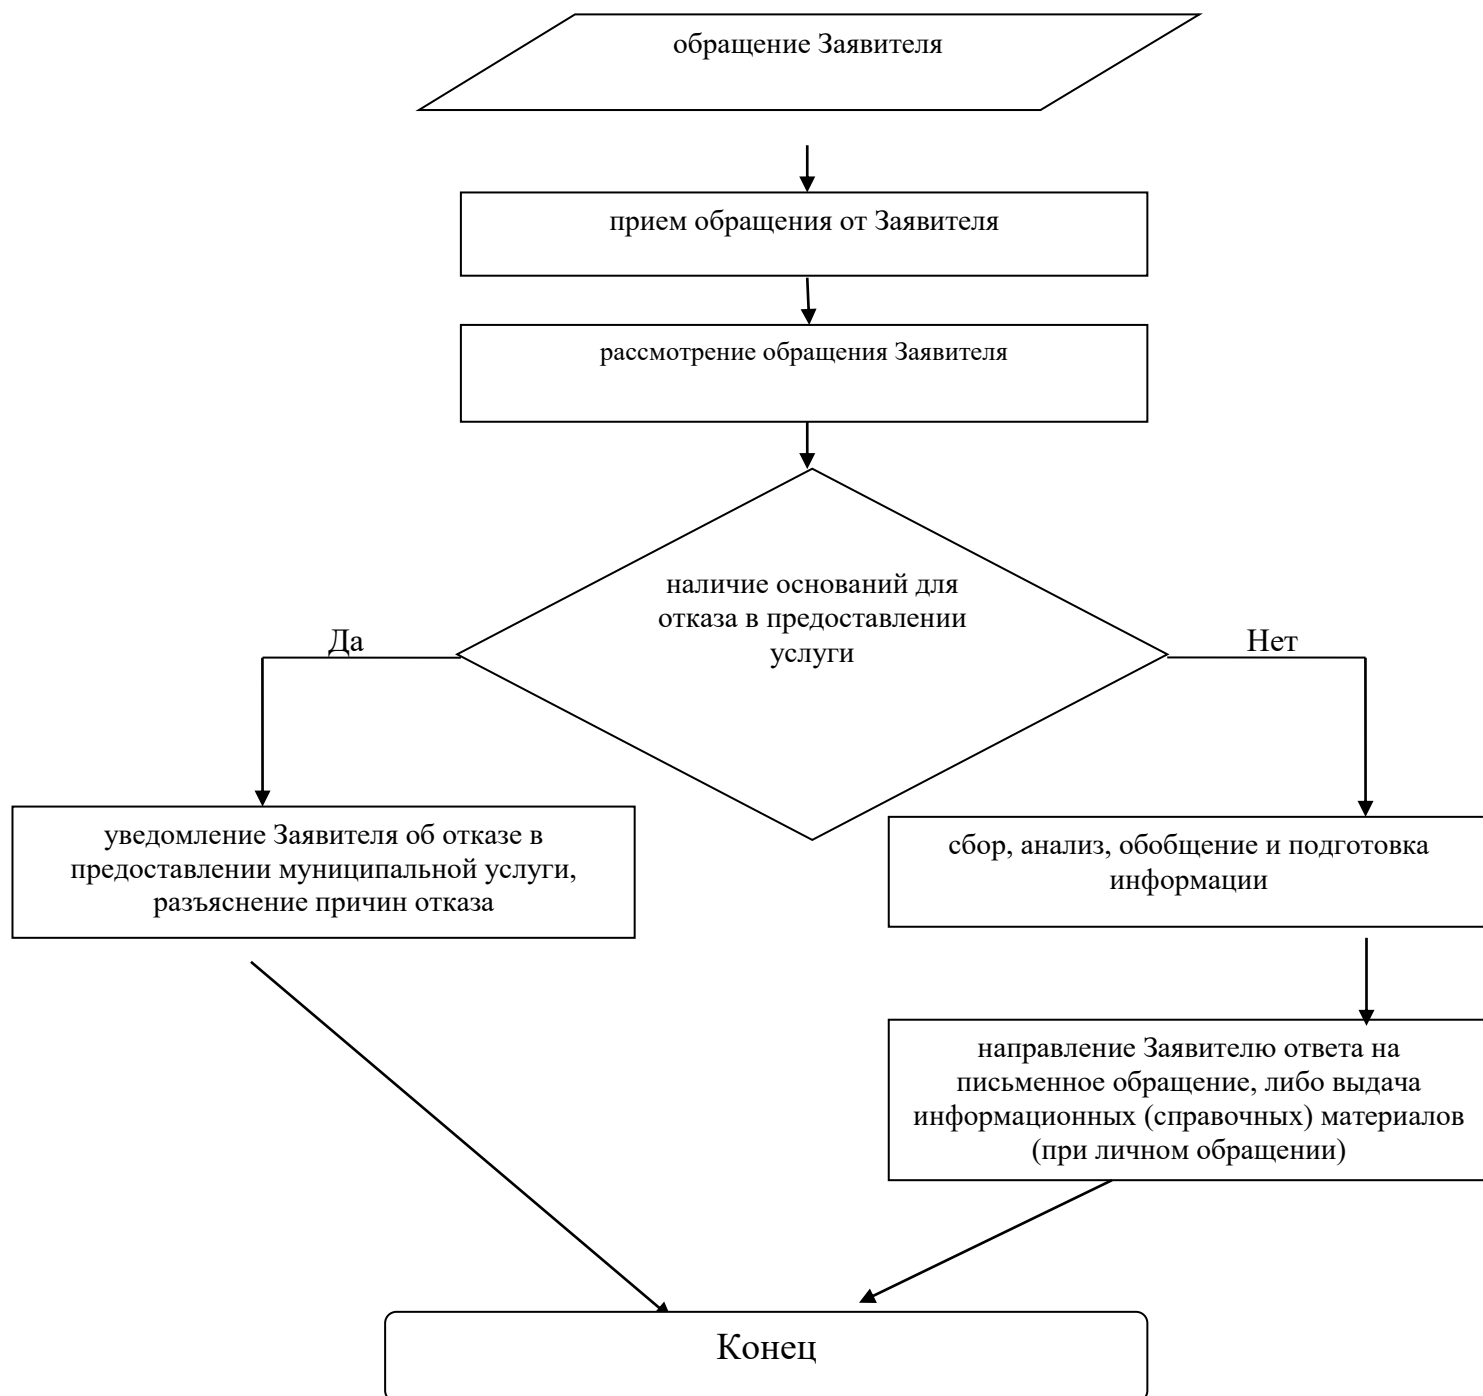 обращение Заявителя
прием обращения от Заявителя
рассмотрение обращения Заявителя
наличие оснований для
отказа в предоставлении
услуги
Да
Нет
уведомление Заявителя об отказе в
предоставлении муниципальной услуги,
разъяснение причин отказа
сбор, анализ, обобщение и подготовка
информации
направление Заявителю ответа на
письменное обращение, либо выдача
информационных (справочных) материалов
(при личном обращении)
Конец